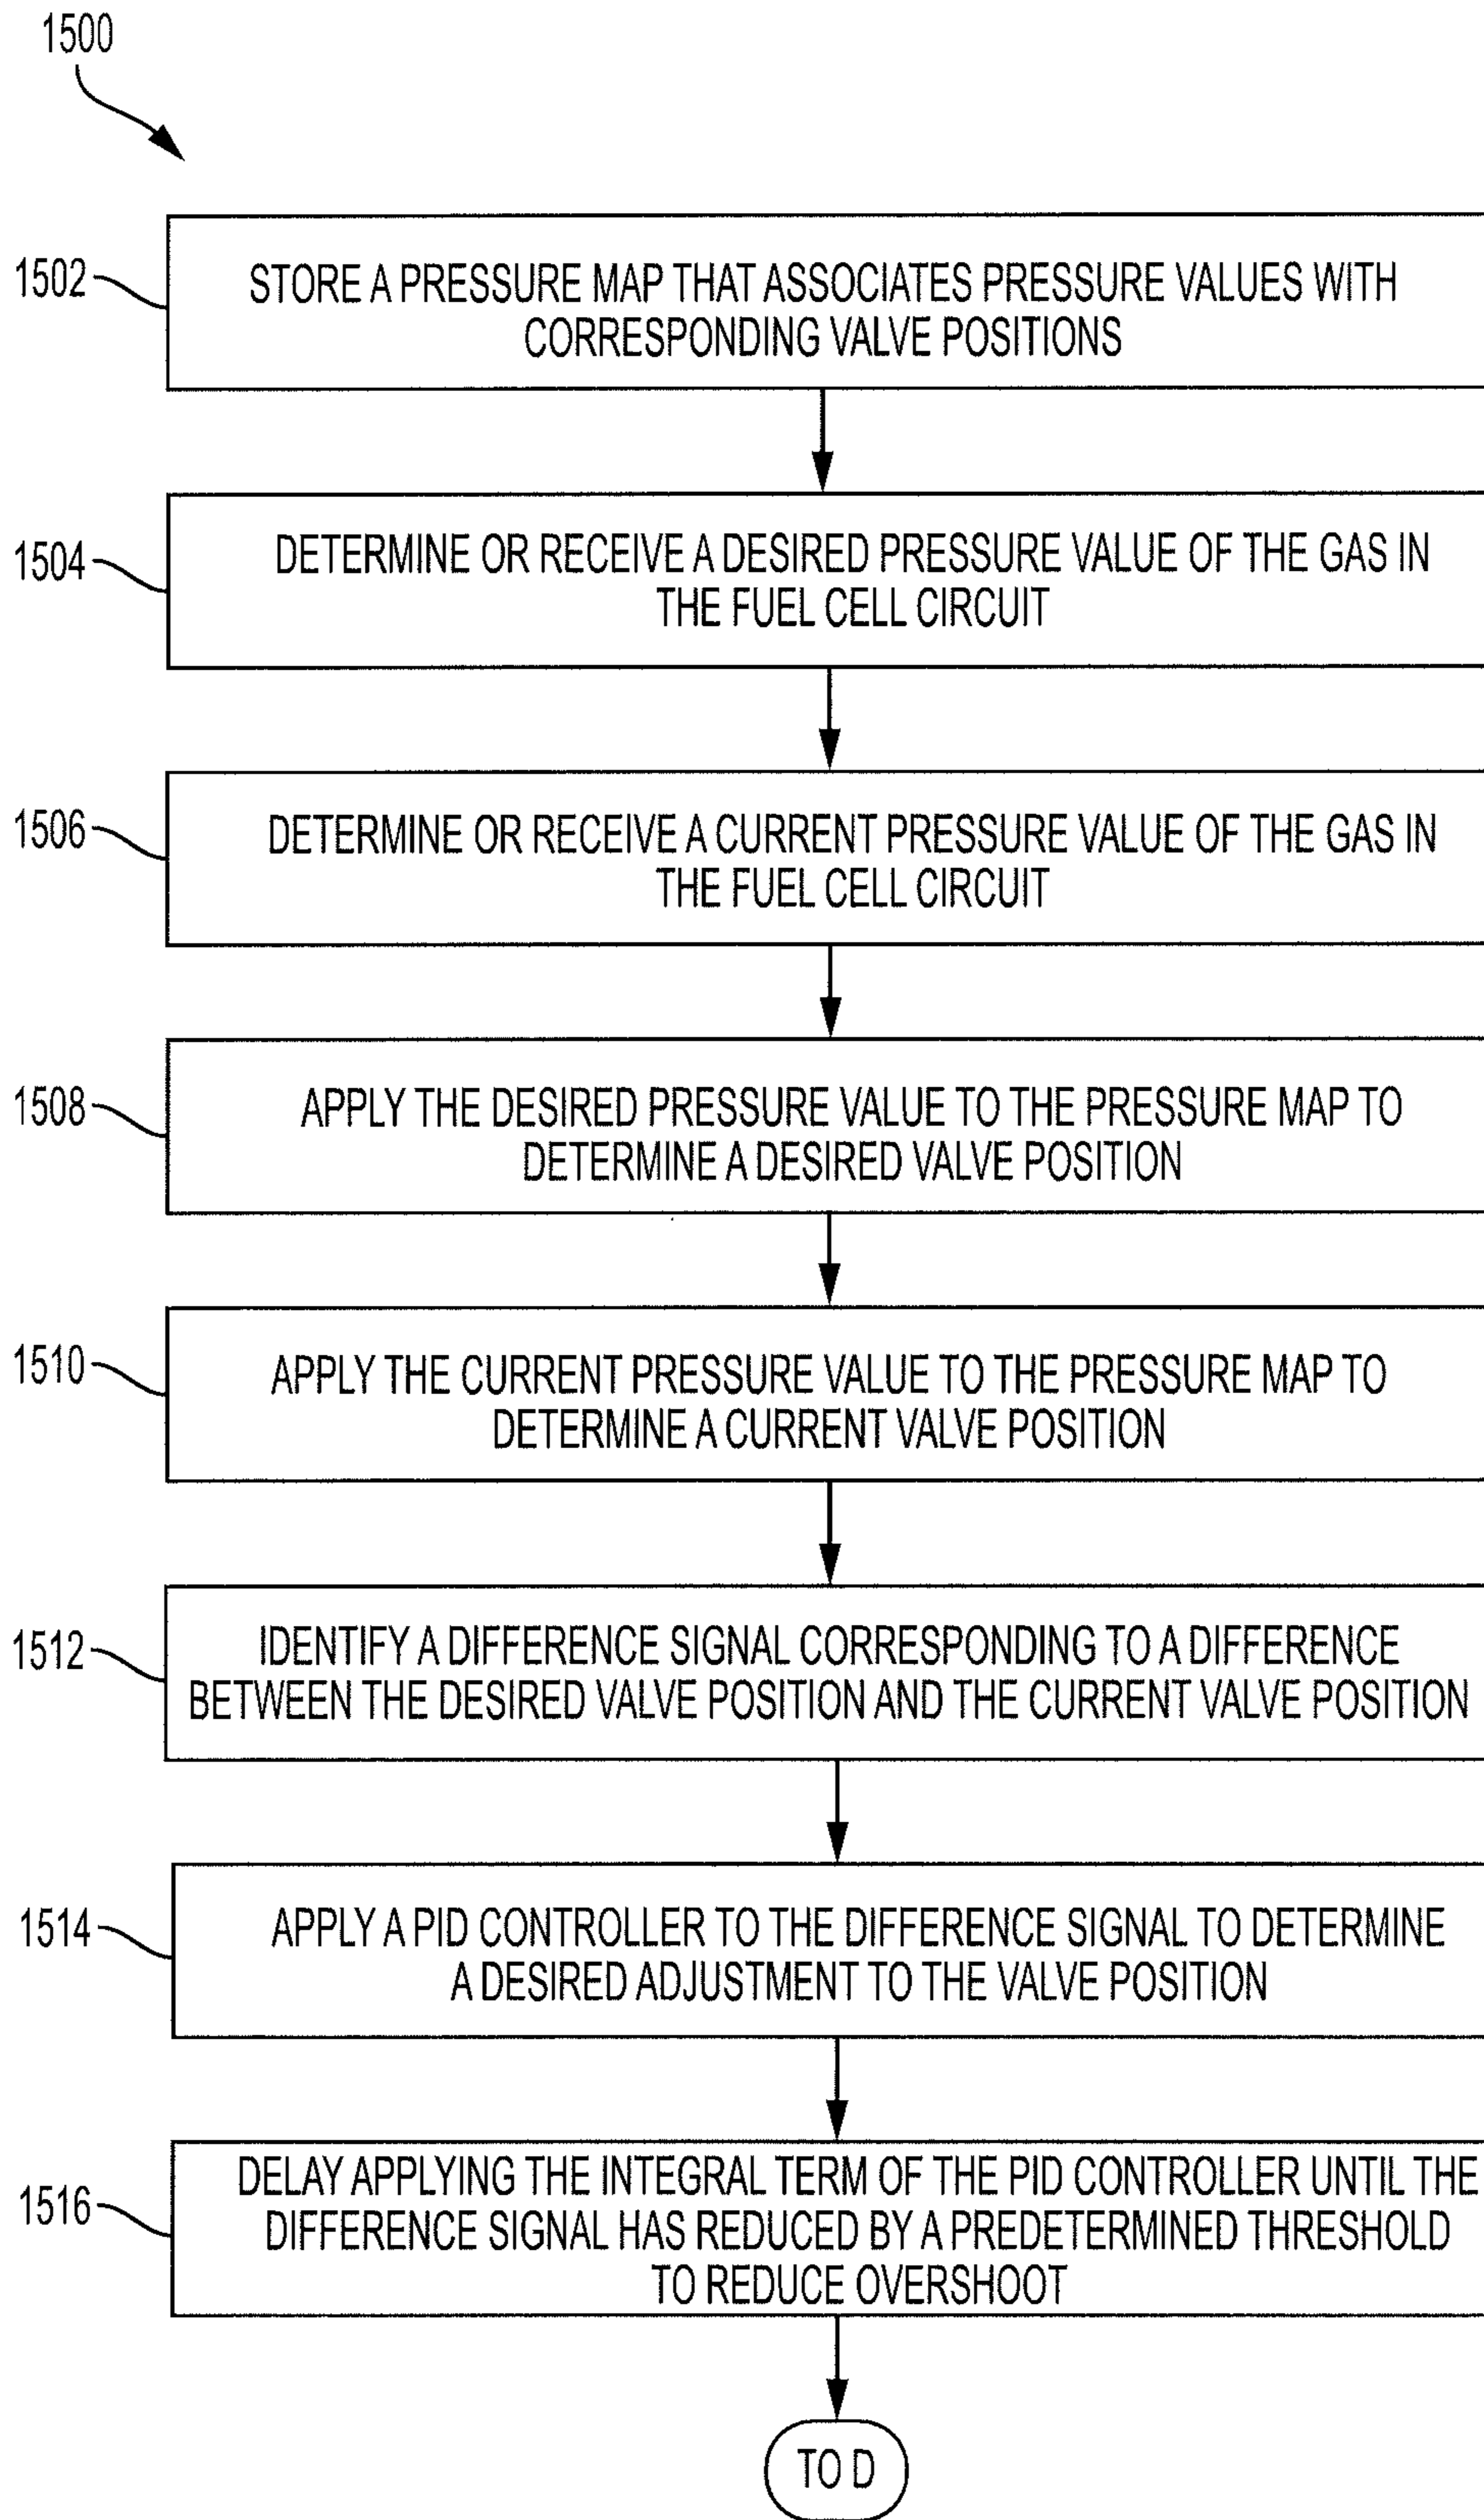 1500
1502
STORE A PRESSURE MAP THAT ASSOCIATES PRESSURE VALUES WITH
CORRESPONDING VALVE POSITIONS
1504
DETERMINE OR RECEIVE A DESIRED PRESSURE VALUE OF THE GAS IN
THE FUEL CELL CIRCUIT
1506
DETERMINE OR RECEIVE A CURRENT PRESSURE VALUE OF THE GAS IN
THE FUEL CELL CIRCUIT
1508
APPLY THE DESIRED PRESSURE VALUE TO THE PRESSURE MAP TO
DETERMINE A DESIRED VALVE POSITION
1510
APPLY THE CURRENT PRESSURE VALUE TO THE PRESSURE MAP TO
DETERMINE A CURRENT VALVE POSITION
1512
IDENTIFY A DIFFERENCE SIGNAL CORRESPONDING TO A DIFFERENCE
BETWEEN THE DESIRED VALVE POSITION AND THE CURRENT VALVE POSITION
1514
APPLY A PID CONTROLLER TO THE DIFFERENCE SIGNAL TO DETERMINE
A DESIRED ADJUSTMENT TO THE VALVE POSITION
1516
DELAY APPLYING THE INTEGRAL TERM OF THE PID CONTROLLER UNTIL THE
DIFFERENCE SIGNAL HAS REDUCED BY A PREDETERMINED THRESHOLD
TO REDUCE OVERSHOOT
TO D